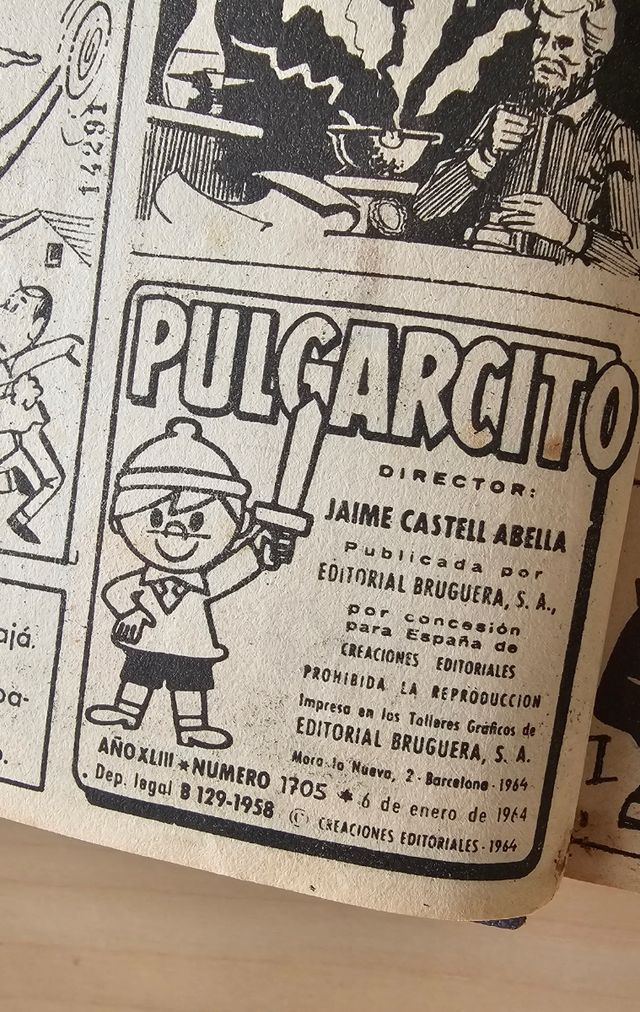 14291
PULGARCITO
DIRECTOR:
JAIME CASTELL ABELLA
Publicada por
EDITORIAL BRUGUERA, S. A.,
por concesión
para España de
CREACIONES EDITORIALES
PROHIBIDA LA REPRODUCCION
Impresa en los Talleres Gráficos de
EDITORIAL BRUGUERA, S. A.
Mora la Nueva, 2 - Barcelona - 1964
AÑO XLIII ★ NUMERO 1705 ★ 6 de enero de 1964
Dep. legal B 129-1958 © CREACIONES EDITORIALES - 1964
ajá.